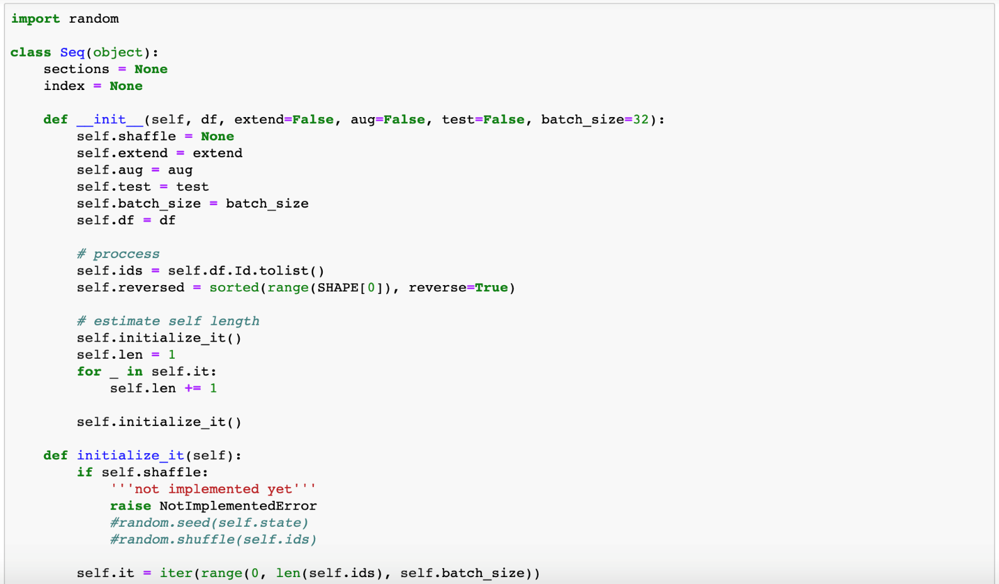 import random
class Seq(object):
    sections = None
    index = None
    def __init__(self, df, extend=False, aug=False, test=False, batch_size=32):
        self.shaffle = None
        self.extend = extend
        self.aug = aug
        self.test = test
        self.batch_size = batch_size
        self.df = df
        # proccess
        self.ids = self.df.Id.tolist()
        self.reversed = sorted(range(SHAPE[0]), reverse=True)
        # estimate self length
        self.initialize_it()
        self.len = 1
        for _ in self.it:
            self.len += 1
        self.initialize_it()
    def initialize_it(self):
        if self.shaffle:
            '''not implemented yet'''
            raise NotImplementedError
            #random.seed(self.state)
            #random.shuffle(self.ids)
        self.it = iter(range(0, len(self.ids), self.batch_size))